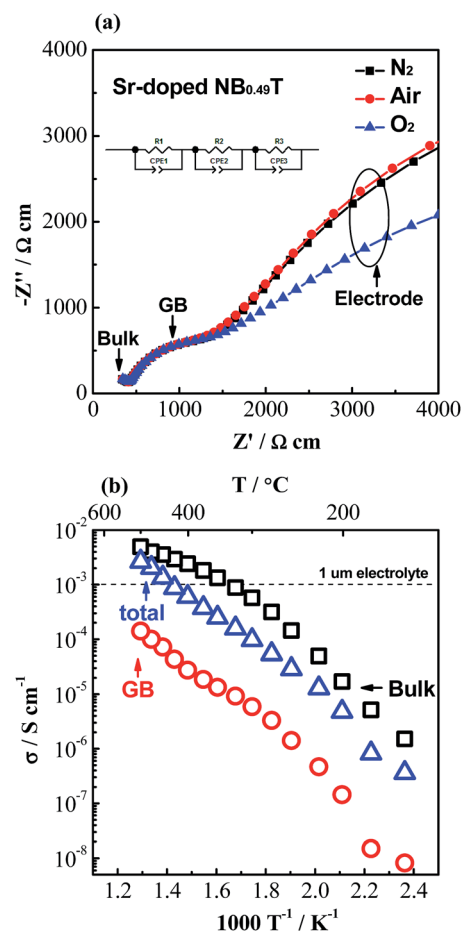 (a)
4000
3000
2000
1000
0
-Z'' / Ω cm
Sr-doped NB0.49T
N2
Air
O2
R1 R2 R3
CPE1 CPE2 CPE3
Bulk
GB
Electrode
0 1000 2000 3000 4000
Z' / Ω cm
(b)
T / °C
600 400 200
10-2
10-3
10-4
10-5
10-6
10-7
10-8
σ / S cm-1
1 um electrolyte
total
GB
Bulk
1.2 1.4 1.6 1.8 2.0 2.2 2.4
1000 T-1 / K-1